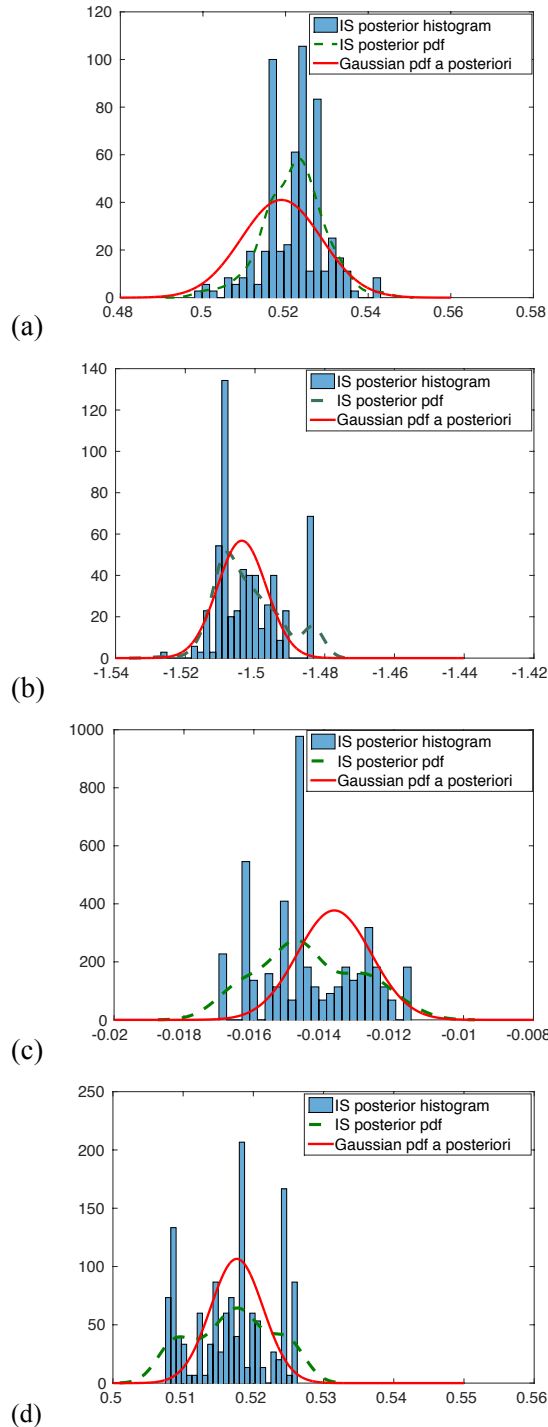 120
100
80
60
40
20
0
IS posterior histogram
IS posterior pdf
Gaussian pdf a posteriori
0.48 0.5 0.52 0.54 0.56 0.58
(a)
140
120
100
80
60
40
20
0
IS posterior histogram
IS posterior pdf
Gaussian pdf a posteriori
-1.54 -1.52 -1.5 -1.48 -1.46 -1.44 -1.42
(b)
1000
800
600
400
200
0
IS posterior histogram
IS posterior pdf
Gaussian pdf a posteriori
-0.02 -0.018 -0.016 -0.014 -0.012 -0.01 -0.008
(c)
250
200
150
100
50
0
IS posterior histogram
IS posterior pdf
Gaussian pdf a posteriori
0.5 0.51 0.52 0.53 0.54 0.55 0.56
(d)